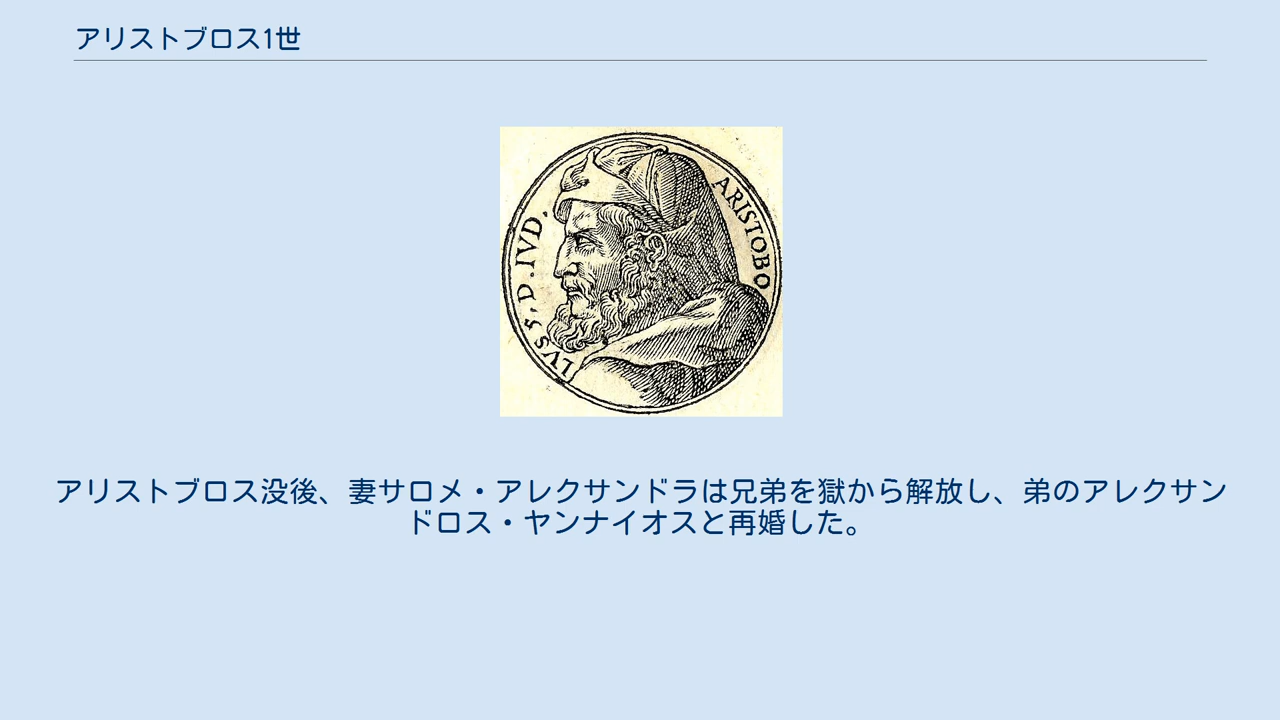 アリストブロス1世
ARISTOBO
LVS 5. D. IVD,
アリストブロス没後、妻サロメ・アレクサンドラは兄弟を獄から解放し、弟のアレクサン
ドロス・ヤンナイオスと再婚した。